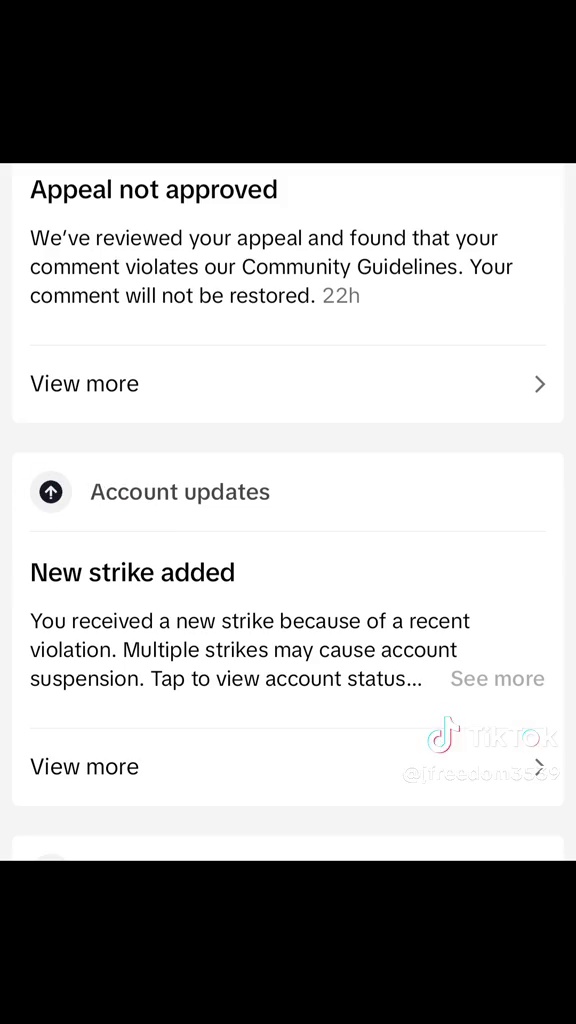 Appeal not approved
We’ve reviewed your appeal and found that your
comment violates our Community Guidelines. Your
comment will not be restored. 22h
View more
Account updates
New strike added
You received a new strike because of a recent
violation. Multiple strikes may cause account
suspension. Tap to view account status... See more
TikTok
View more
@jfreedom3539